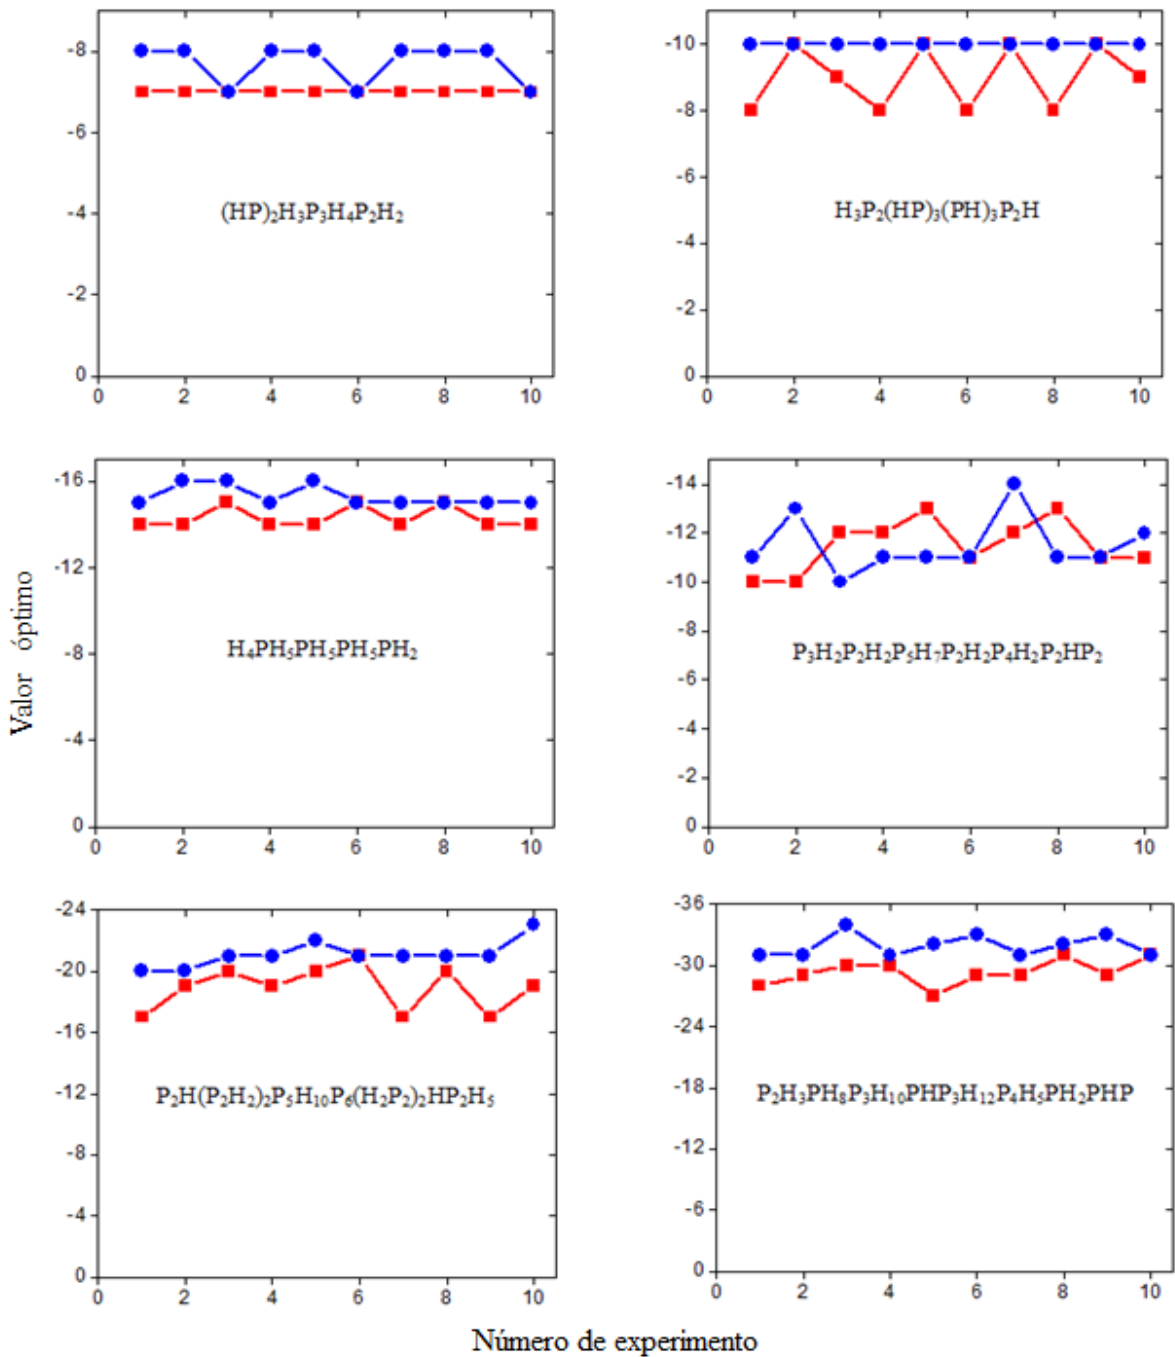 -8
-6
-4
-2
0
0 2 4 6 8 10
(HP)₂H₃P₃H₄P₂H₂
-10
-8
-6
-4
-2
0
0 2 4 6 8 10
H₃P₂(HP)₃(PH)₃P₂H
-16
-12
-8
-4
0
0 2 4 6 8 10
H₄PH₅PH₅PH₅PH₂
-14
-12
-10
-8
-6
-4
-2
0
0 2 4 6 8 10
P₃H₂P₂H₂P₅H₇P₂H₂P₄H₂P₂HP₂
-24
-20
-16
-12
-8
-4
0
0 2 4 6 8 10
P₂H(P₂H₂)₂P₅H₁₀P₆(H₂P₂)₂HP₂H₅
-36
-30
-24
-18
-12
-6
0
0 2 4 6 8 10
P₂H₃PH₈P₃H₁₀PHP₃H₁₂P₄H₅PH₂PHP
Valor óptimo
Número de experimento